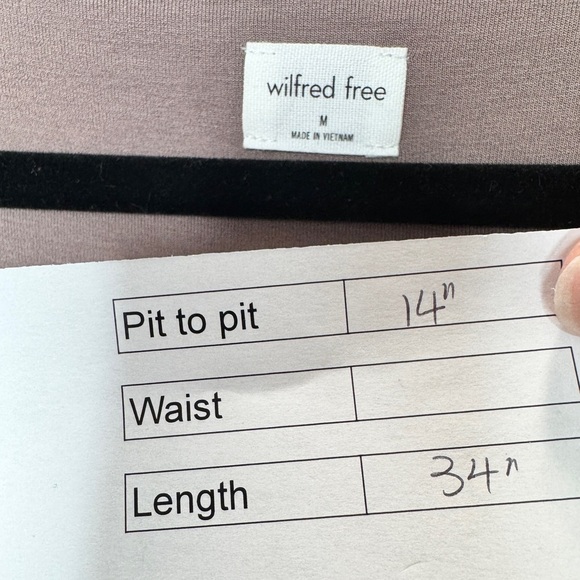 wilfred free
M
MADE IN VIETNAM
Pit to pit 14"
Waist
Length 34"